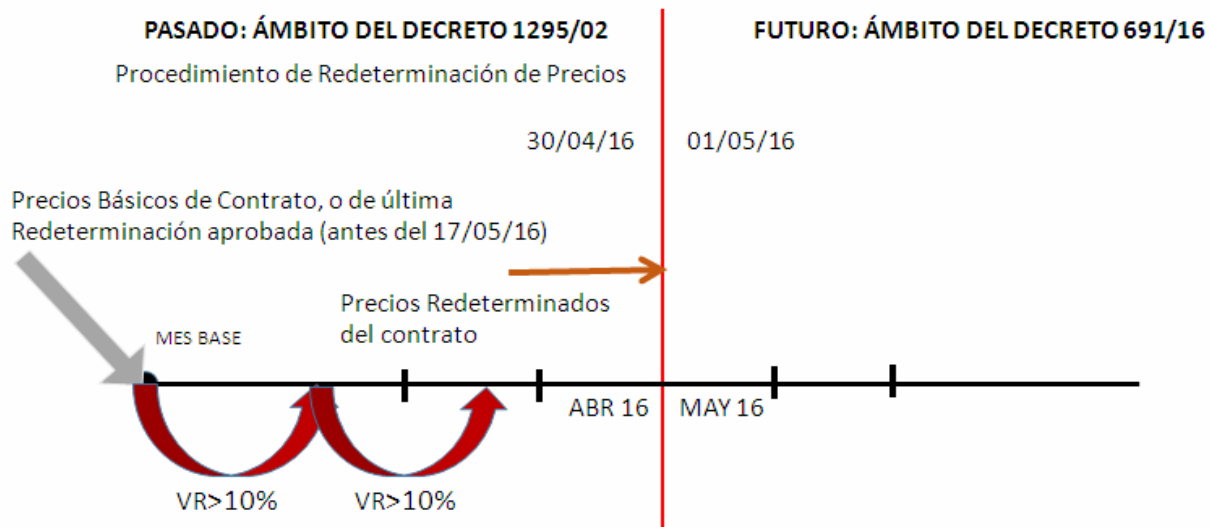 PASADO: ÁMBITO DEL DECRETO 1295/02
FUTURO: ÁMBITO DEL DECRETO 691/16
Procedimiento de Redeterminación de Precios
30/04/16
01/05/16
Precios Básicos de Contrato, o de última
Redeterminación aprobada (antes del 17/05/16)
Precios Redeterminados
del contrato
MES BASE
ABR 16
MAY 16
VR>10%
VR>10%